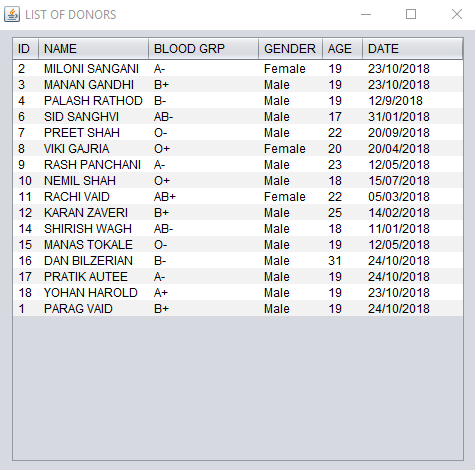 LIST OF DONORS
ID NAME BLOOD GRP GENDER AGE DATE
2 MILONI SANGANI A- Female 19 23/10/2018
3 MANAN GANDHI B+ Male 19 23/10/2018
4 PALASH RATHOD B- Male 19 12/9/2018
6 SID SANGHVI AB- Male 17 31/01/2018
7 PREET SHAH O- Male 22 20/09/2018
8 VIKI GAJRIA O+ Female 20 20/04/2018
9 RASH PANCHANI A- Male 23 12/05/2018
10 NEMIL SHAH O+ Male 18 15/07/2018
11 RACHI VAID AB+ Female 22 05/03/2018
12 KARAN ZAVERI B+ Male 25 14/02/2018
14 SHIRISH WAGH AB- Male 18 11/01/2018
15 MANAS TOKALE O- Male 19 12/05/2018
16 DAN BILZERIAN B- Male 31 24/10/2018
17 PRATIK AUTEE A- Male 19 24/10/2018
18 YOHAN HAROLD A+ Male 19 23/10/2018
1 PARAG VAID B+ Male 19 24/10/2018